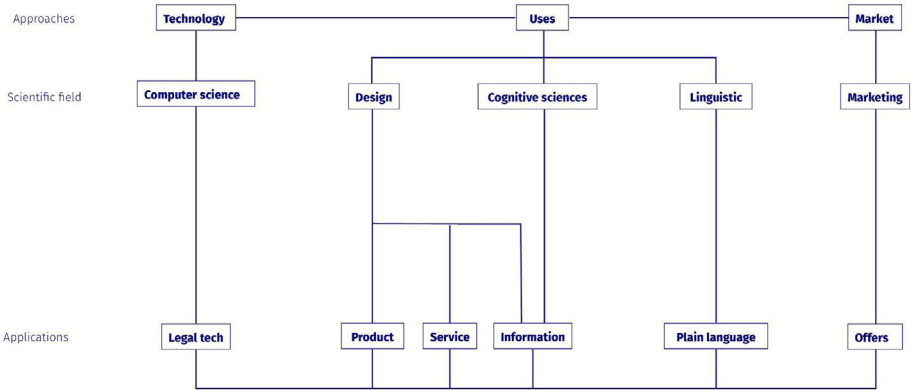 Approaches
Technology
Uses
Market
Scientific field
Computer science
Design
Cognitive sciences
Linguistic
Marketing
Applications
Legal tech
Product
Service
Information
Plain language
Offers